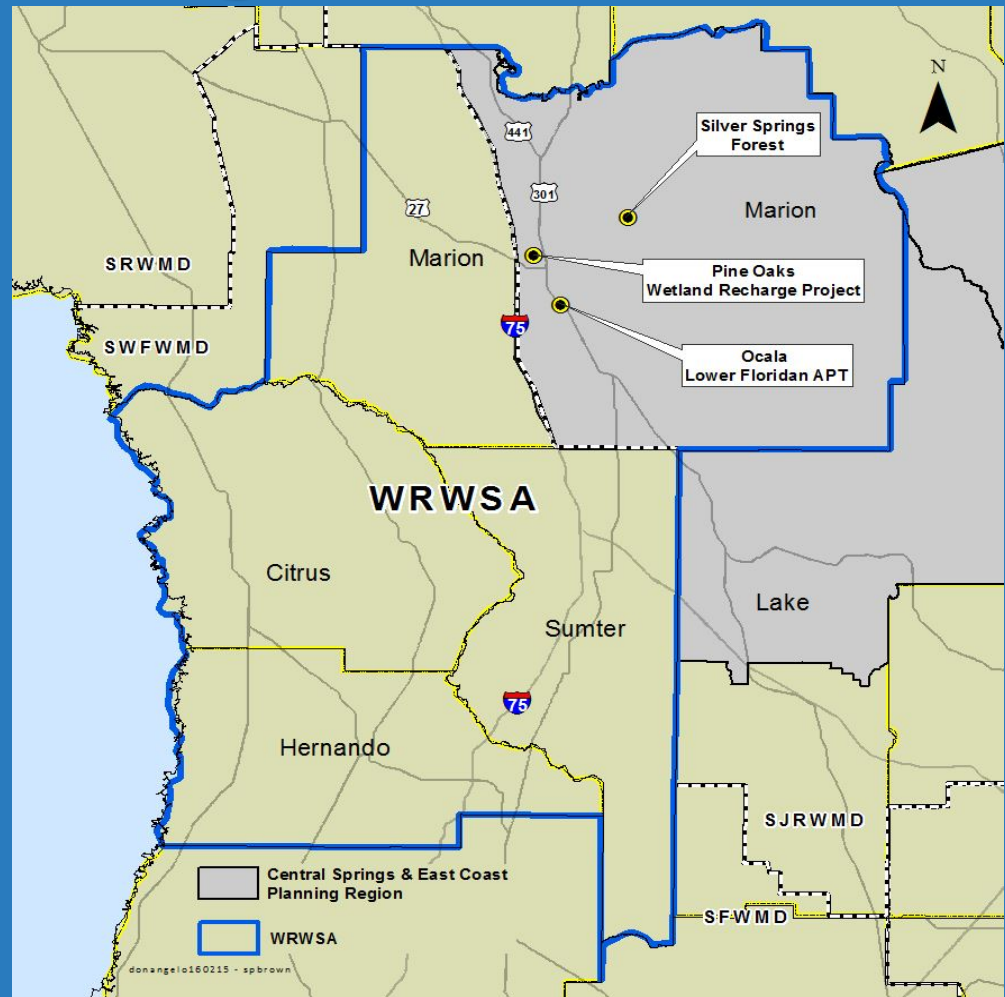 N
441
Silver Springs
Forest
301
27
Marion
Marion
SRWMD
Pine Oaks
Wetland Recharge Project
75
SWFWMD
Ocala
Lower Floridan APT
WRWSA
Citrus
Lake
Sumter
75
Hernando
SJRWMD
Central Springs & East Coast
Planning Region
SFWMD
WRWSA
donangelo160215 - spbrown